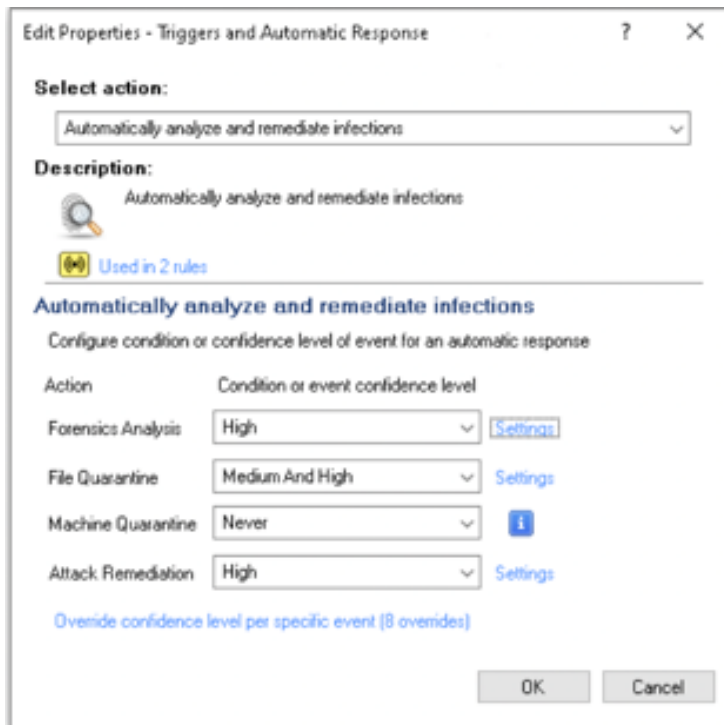 Edit Properties - Triggers and Automatic Response ? X
Select action:
Automatically analyze and remediate infections
Description:
Automatically analyze and remediate infections
Used in 2 rules
Automatically analyze and remediate infections
Configure condition or confidence level of event for an automatic response
Action Condition or event confidence level
Forensics Analysis High Settings
File Quarantine Medium And High Settings
Machine Quarantine Never i
Attack Remediation High Settings
Override confidence level per specific event (8 overrides)
OK Cancel